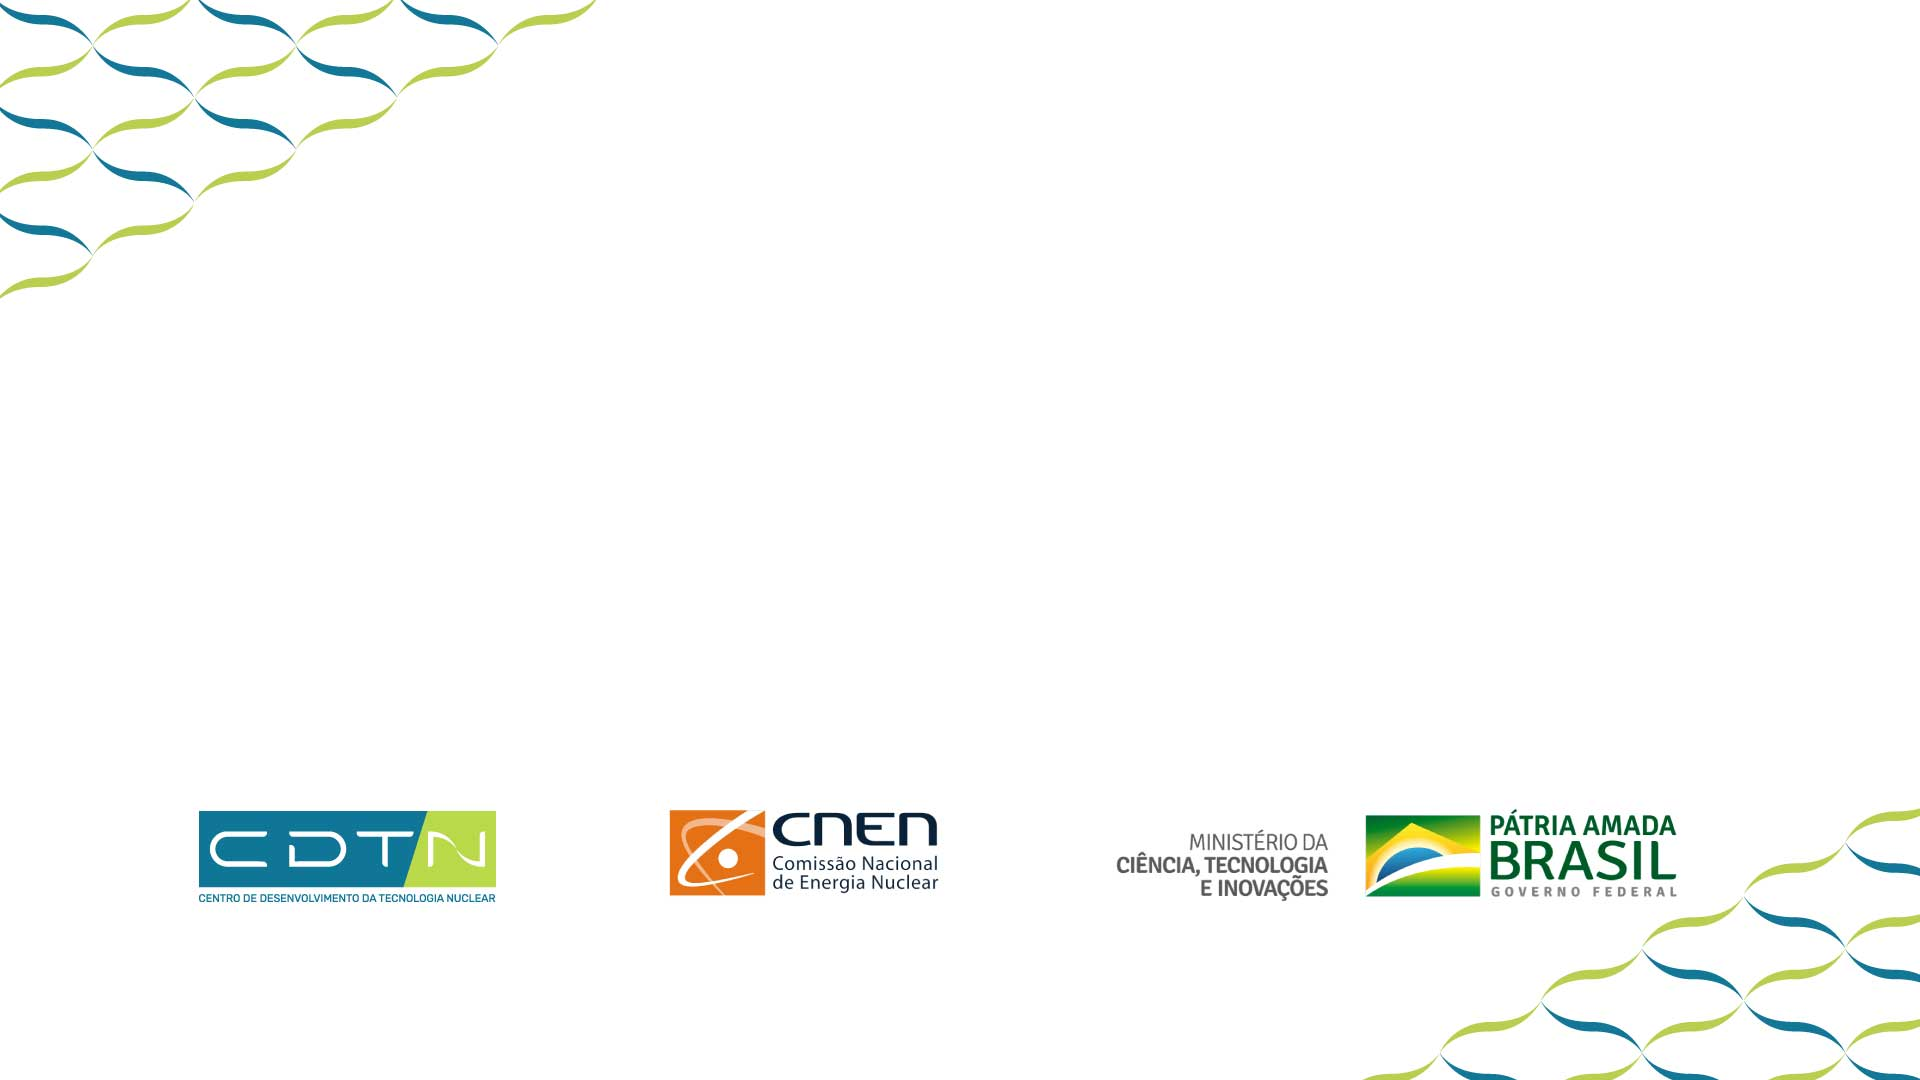 CDTN
CENTRO DE DESENVOLVIMENTO DA TECNOLOGIA NUCLEAR
CNEN
Comissão Nacional
de Energia Nuclear
MINISTÉRIO DA
CIÊNCIA, TECNOLOGIA
E INOVAÇÕES
PÁTRIA AMADA
BRASIL
GOVERNO FEDERAL